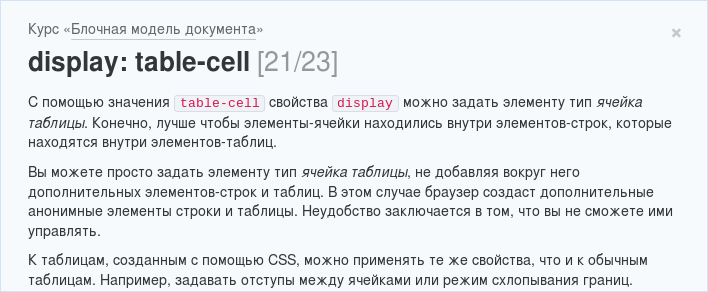 Курс «Блочная модель документа»
×
display: table-cell [21/23]
С помощью значения table-cell свойства display можно задать элементу тип ячейка
таблицы. Конечно, лучше чтобы элементы-ячейки находились внутри элементов-строк, которые
находятся внутри элементов-таблиц.
Вы можете просто задать элементу тип ячейка таблицы, не добавляя вокруг него
дополнительных элементов-строк и таблиц. В этом случае браузер создаст дополнительные
анонимные элементы строки и таблицы. Неудобство заключается в том, что вы не сможете ими
управлять.
К таблицам, созданным с помощью CSS, можно применять те же свойства, что и к обычным
таблицам. Например, задавать отступы между ячейками или режим схлопывания границ.